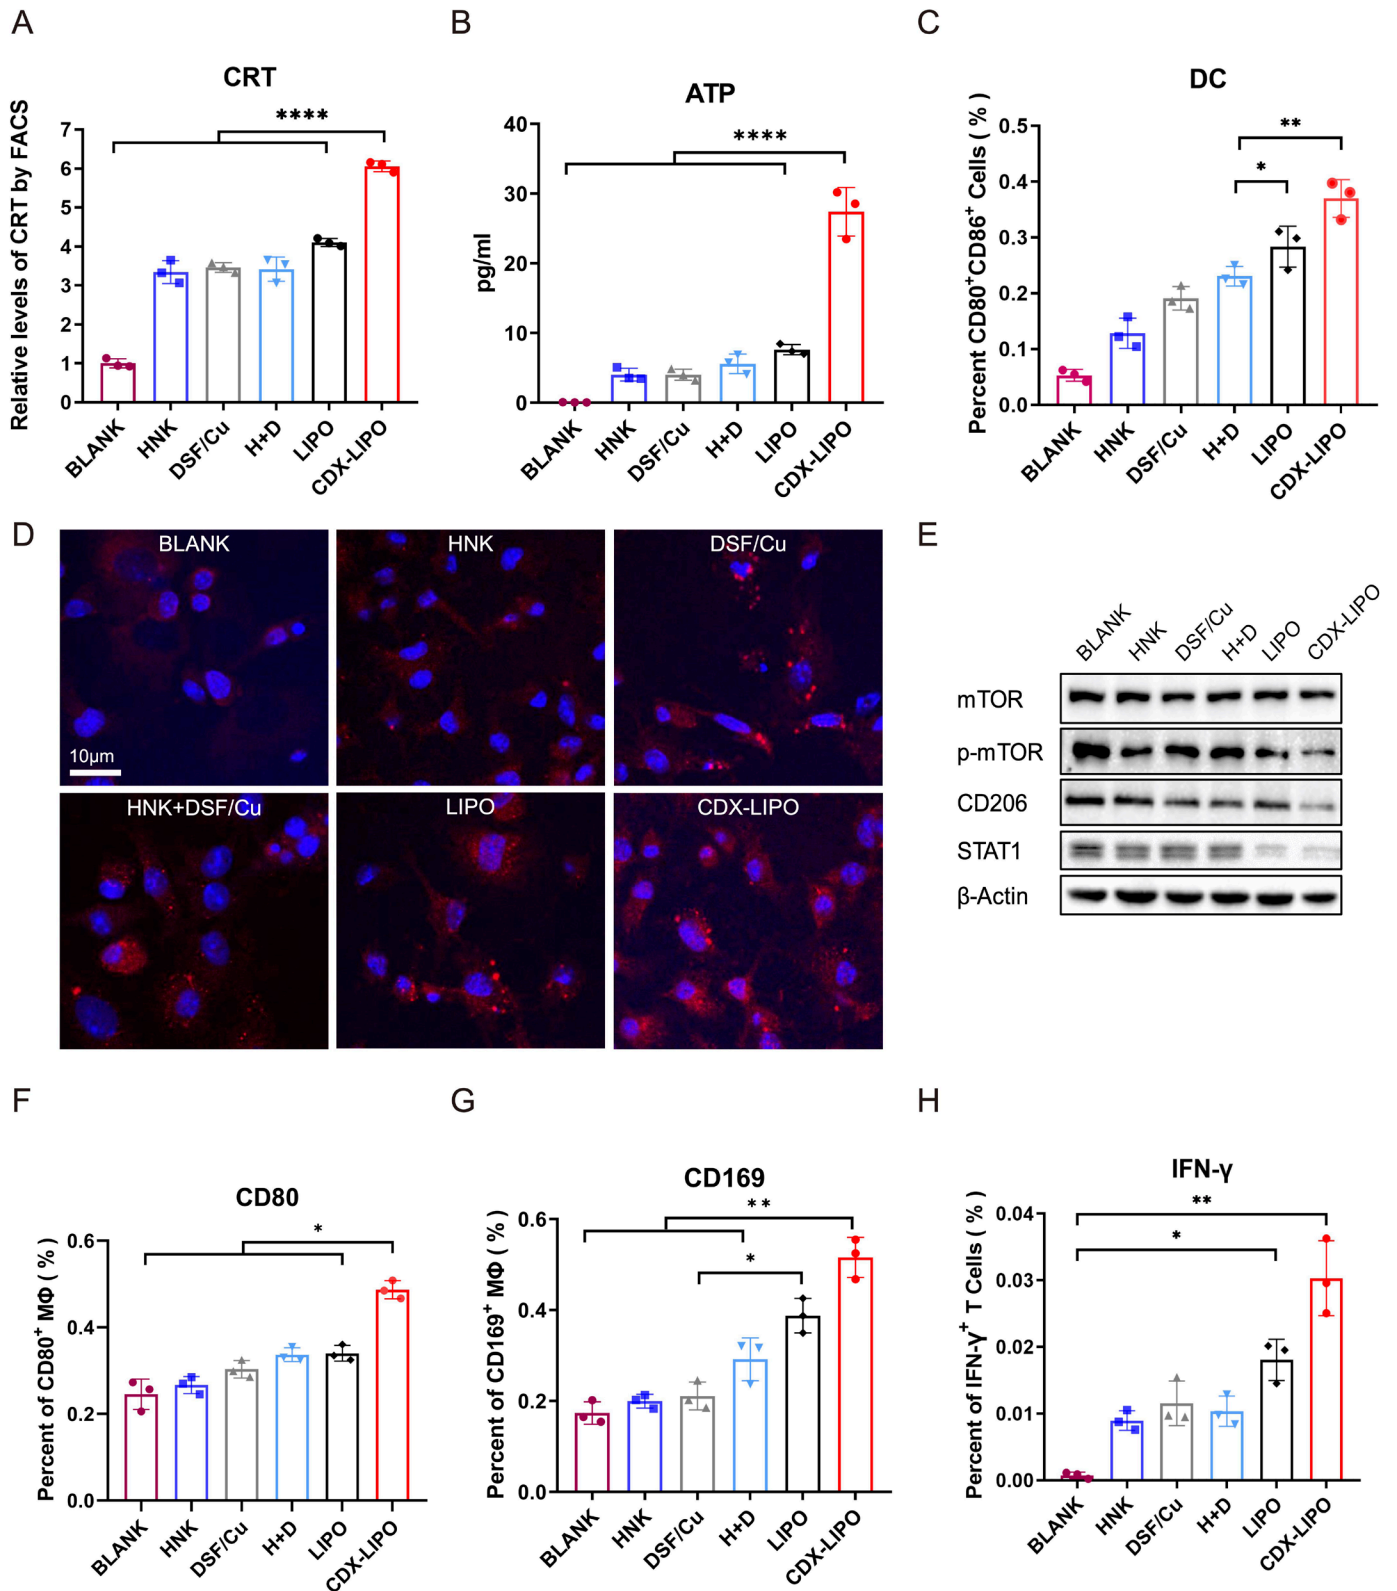 A
CRT
Relative levels of CRT by FACS
****
7
6
5
4
3
2
1
0
BLANK
HNK
DSF/Cu
H+D
LIPO
CDX-LIPO
B
ATP
pg/ml
****
40
30
20
10
0
BLANK
HNK
DSF/Cu
H+D
LIPO
CDX-LIPO
C
DC
Percent CD80⁺CD86⁺ Cells ( % )
**
*
0.5
0.4
0.3
0.2
0.1
0.0
BLANK
HNK
DSF/Cu
H+D
LIPO
CDX-LIPO
D
BLANK
HNK
DSF/Cu
10μm
HNK+DSF/Cu
LIPO
CDX-LIPO
E
BLANK
HNK
DSF/Cu
H+D
LIPO
CDX-LIPO
mTOR
p-mTOR
CD206
STAT1
β-Actin
F
CD80
Percent of CD80⁺ MΦ ( % )
*
0.6
0.4
0.2
0.0
BLANK
HNK
DSF/Cu
H+D
LIPO
CDX-LIPO
G
CD169
Percent of CD169⁺ MΦ ( % )
**
*
0.6
0.4
0.2
0.0
BLANK
HNK
DSF/Cu
H+D
LIPO
CDX-LIPO
H
IFN-γ
Percent of IFN-γ⁺ T Cells ( % )
**
*
0.04
0.03
0.02
0.01
0.00
BLANK
HNK
DSF/Cu
H+D
LIPO
CDX-LIPO